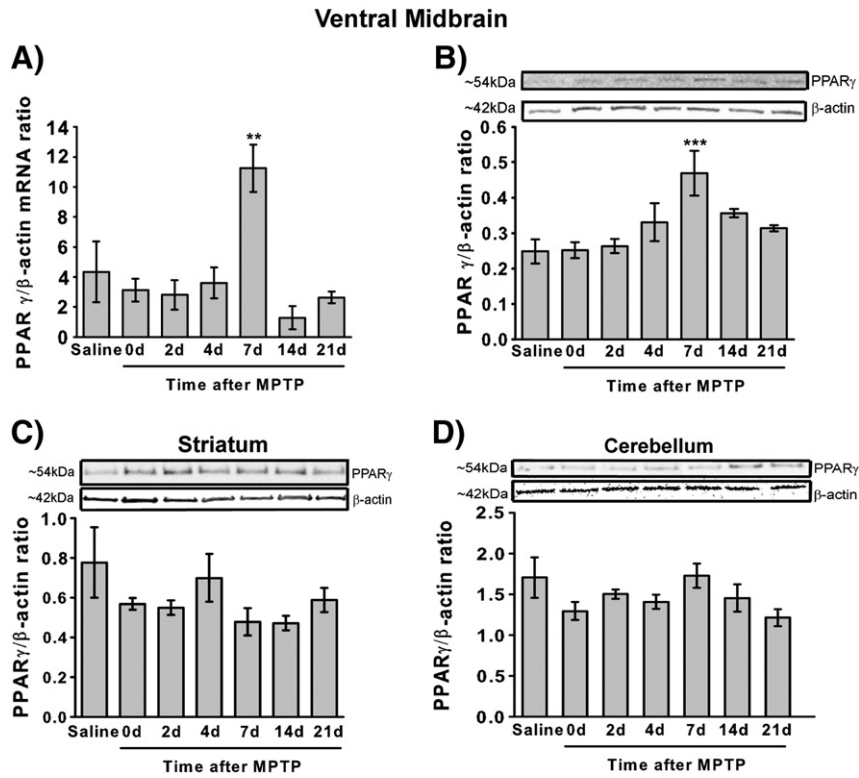 Ventral Midbrain
A)
PPAR γ/β-actin mRNA ratio
14
12
10
8
6
4
2
0
**
Saline 0d 2d 4d 7d 14d 21d
Time after MPTP
B)
~54kDa PPARγ
~42kDa β-actin
PPAR γ/β-actin ratio
0.6
0.5
0.4
0.3
0.2
0.1
0.0
***
Saline 0d 2d 4d 7d 14d 21d
Time after MPTP
C)
Striatum
~54kDa PPARγ
~42kDa β-actin
PPARγ/β-actin ratio
1.0
0.8
0.6
0.4
0.2
0.0
Saline 0d 2d 4d 7d 14d 21d
Time after MPTP
D)
Cerebellum
~54kDa PPARγ
~42kDa β-actin
PPARγ/β-actin ratio
2.5
2.0
1.5
1.0
0.5
0.0
Saline 0d 2d 4d 7d 14d 21d
Time after MPTP